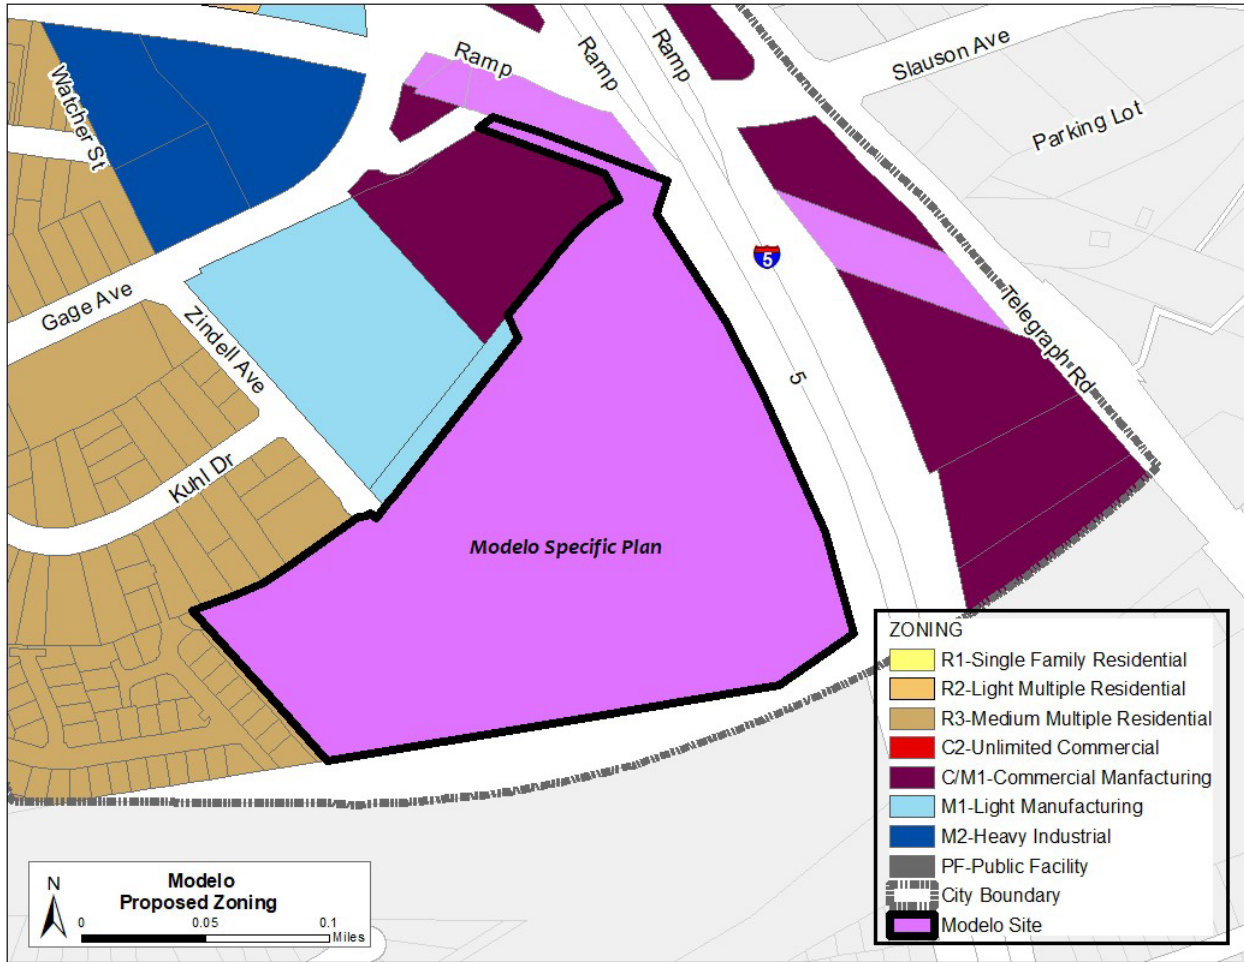 Ramp
Ramp
Ramp
Slauson Ave
Parking Lot
Watcher St
5
Gage Ave
Zindell Ave
Telegraph Rd
5
Kuhl Dr
Modelo Specific Plan
ZONING
R1-Single Family Residential
R2-Light Multiple Residential
R3-Medium Multiple Residential
C2-Unlimited Commercial
C/M1-Commercial Manfacturing
M1-Light Manufacturing
M2-Heavy Industrial
PF-Public Facility
City Boundary
Modelo Site
N
Modelo
Proposed Zoning
0 0.05 0.1
Miles